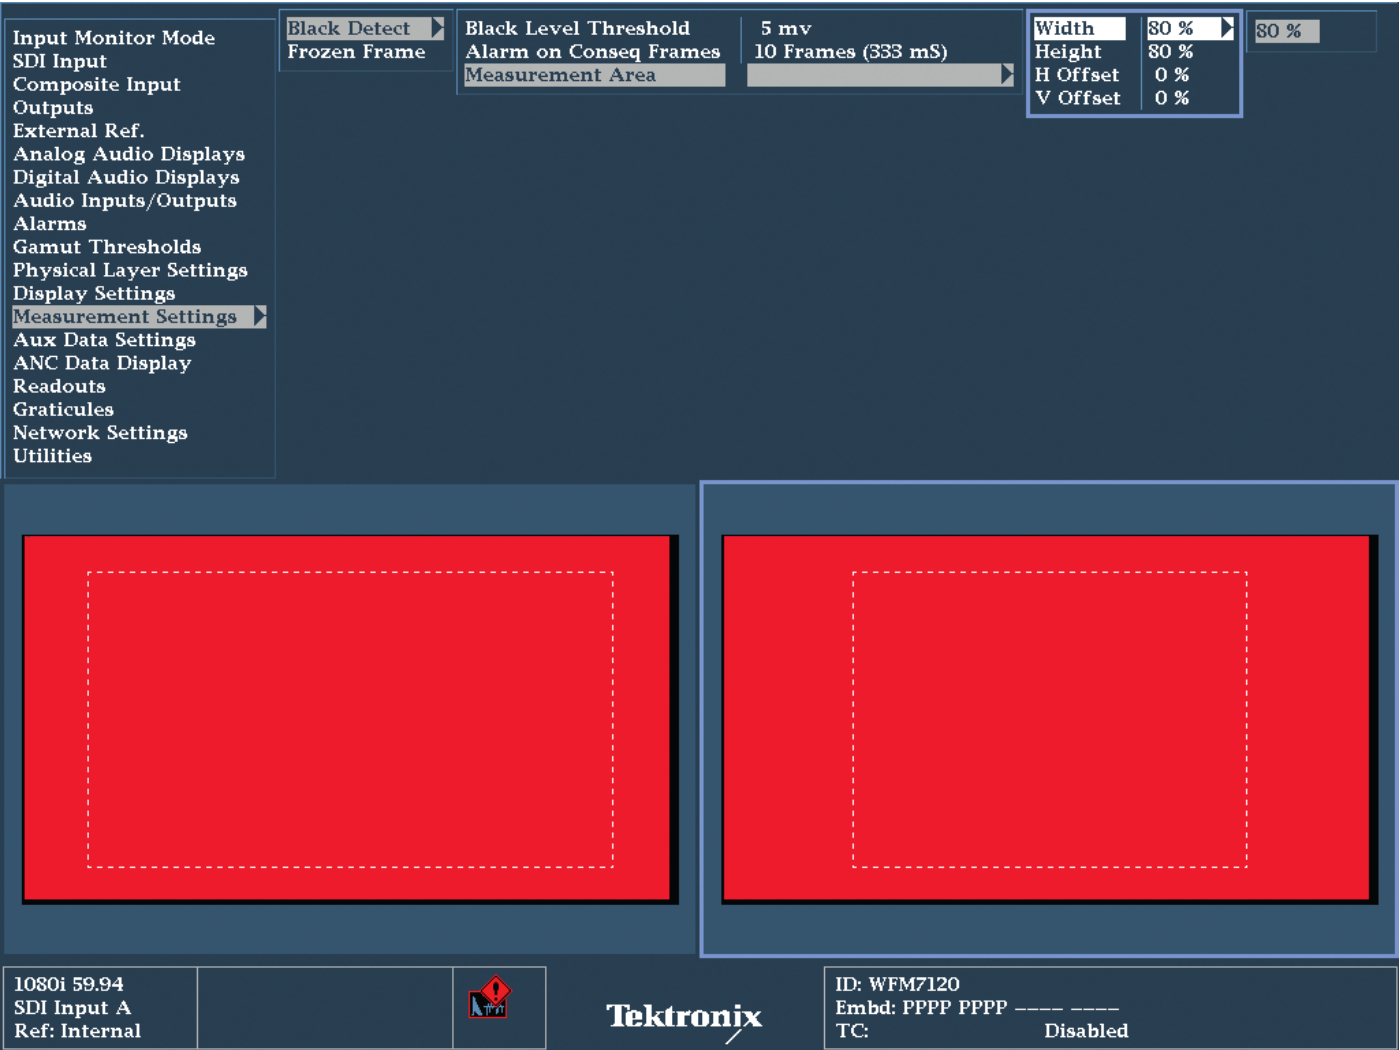 Input Monitor Mode
SDI Input
Composite Input
Outputs
External Ref.
Analog Audio Displays
Digital Audio Displays
Audio Inputs/Outputs
Alarms
Gamut Thresholds
Physical Layer Settings
Display Settings
Measurement Settings
Aux Data Settings
ANC Data Display
Readouts
Graticules
Network Settings
Utilities
Black Detect
Frozen Frame
Black Level Threshold 5 mv
Alarm on Conseq Frames 10 Frames (333 mS)
Measurement Area
Width 80 %
Height 80 %
H Offset 0 %
V Offset 0 %
80 %
1080i 59.94
SDI Input A
Ref: Internal
Tektronix
ID: WFM7120
Embd: PPPP PPPP ---- ----
TC: Disabled